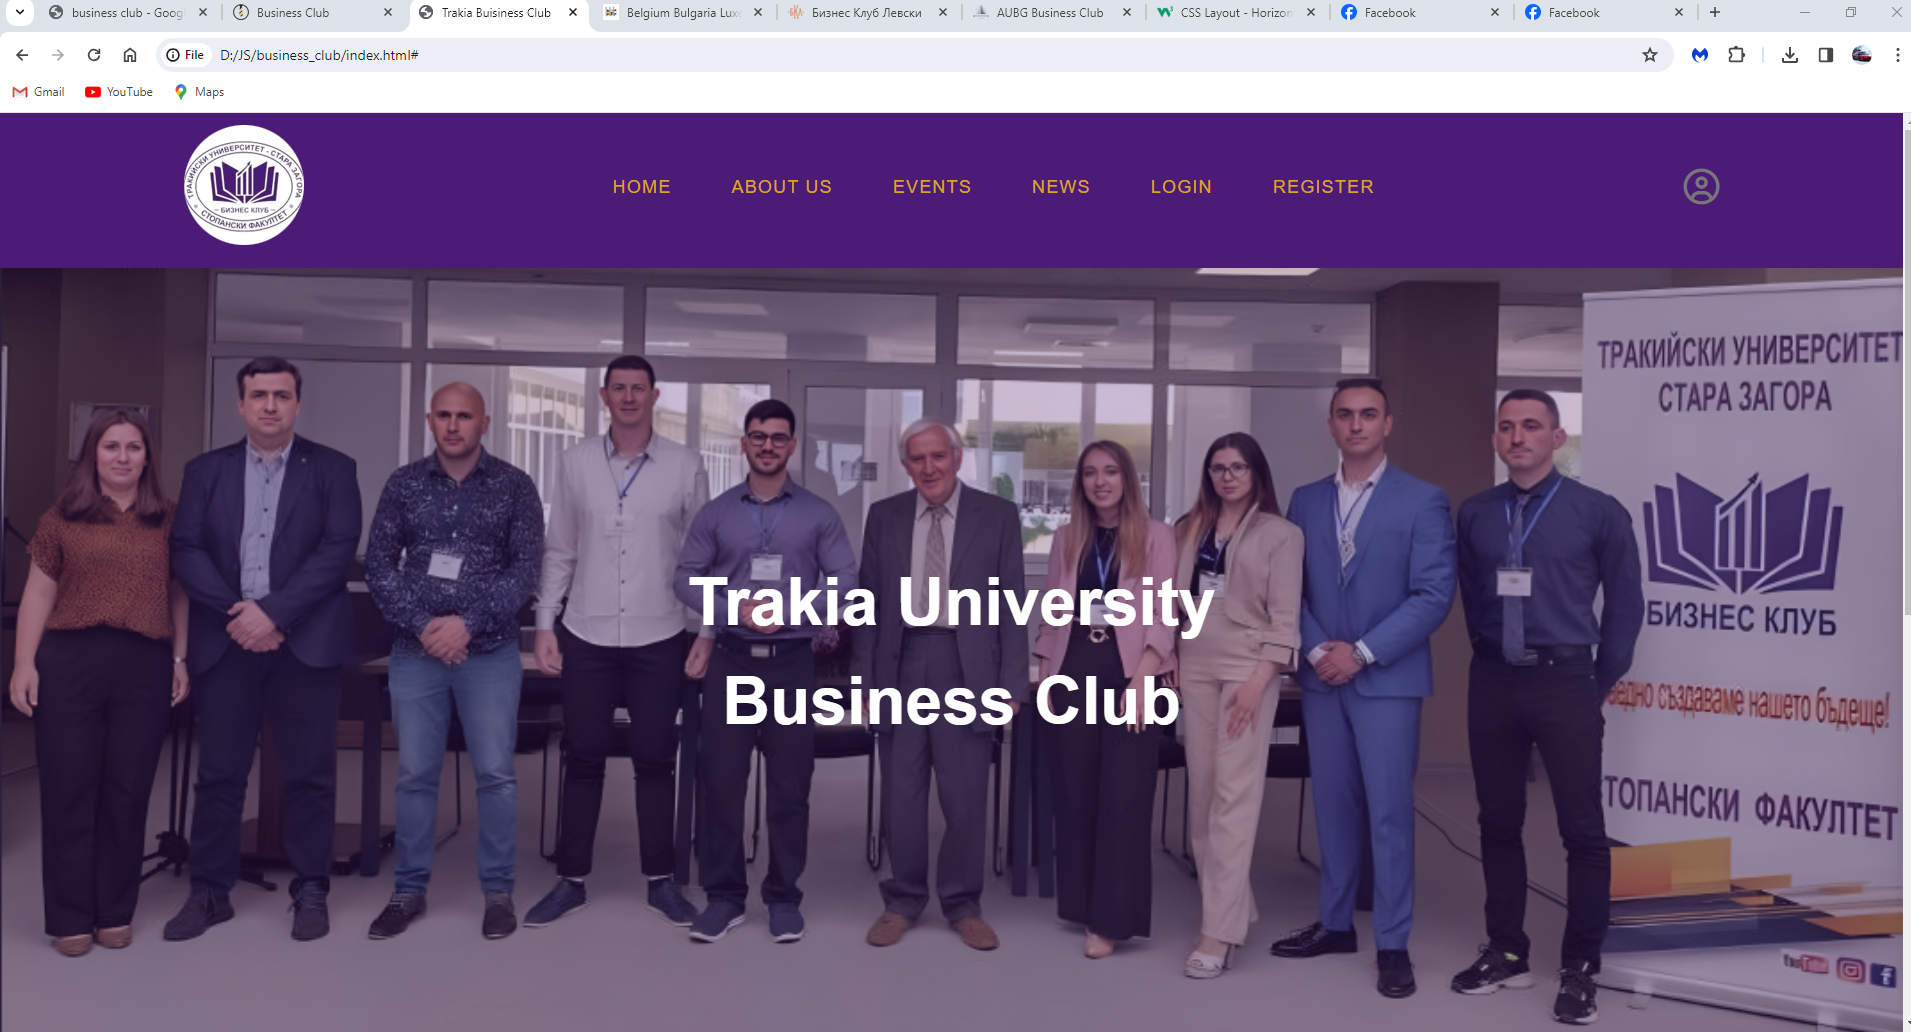 business club - Goog
Business Club
Trakia Buisiness Club
Belgium Bulgaria Luxe
Бизнес Клуб Левски
AUBG Business Club
CSS Layout - Horizon
Facebook
Facebook
File
D:/JS/business_club/index.html#
Gmail
YouTube
Maps
ТРАКИЙСКИ УНИВЕРСИТЕТ - СТАРА ЗАГОРА
БИЗНЕС КЛУБ
СТОПАНСКИ ФАКУЛТЕТ
HOME
ABOUT US
EVENTS
NEWS
LOGIN
REGISTER
ТРАКИЙСКИ УНИВЕРСИТЕТ
СТАРА ЗАГОРА
БИЗНЕС КЛУБ
създаваме нашето бъдеще!
ТОПАНСКИ ФАКУЛТЕТ
Trakia University
Business Club